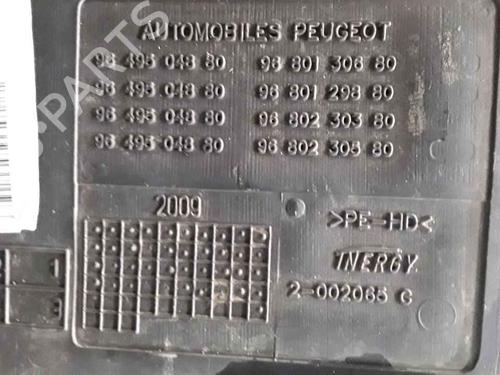 AUTOMOBILES PEUGEOT
96 495 048 80 96 801 306 80
96 495 048 80 96 801 298 80
96 495 048 80 96 802 303 80
96 495 048 80 96 802 305 80
2009
>PE-HD<
INERGY
2-002065 G
1
3